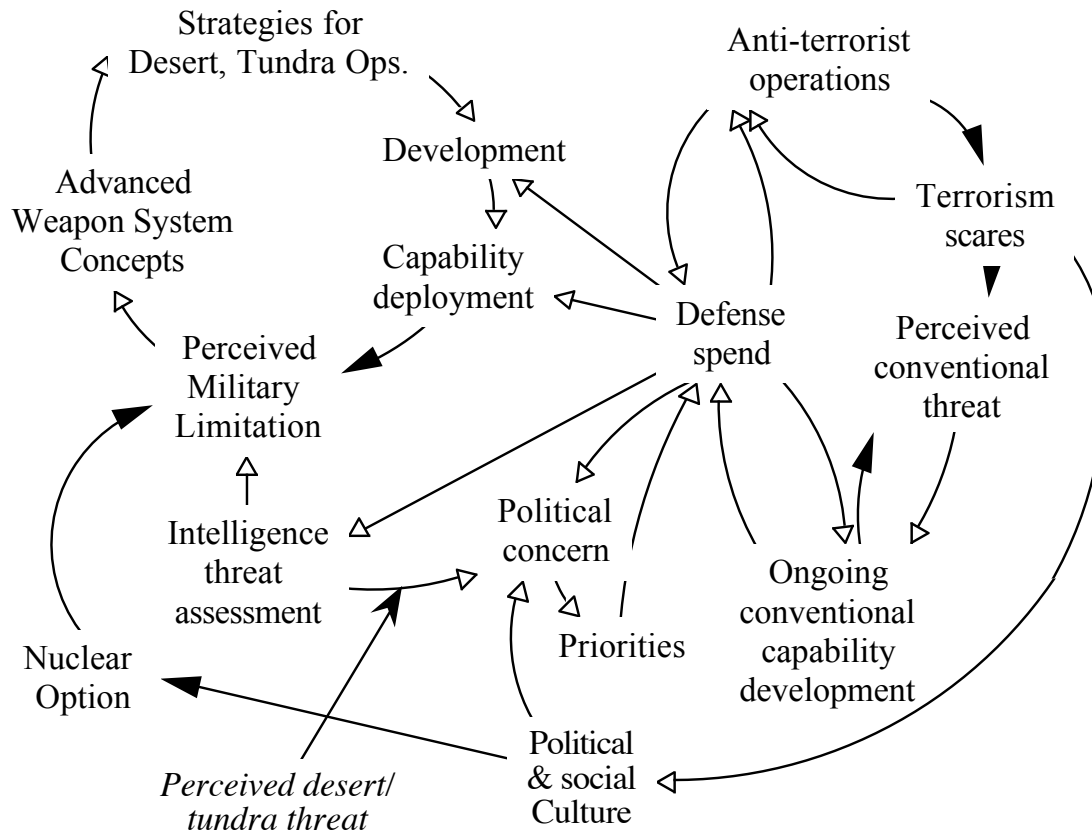 Strategies for
Desert, Tundra Ops.
Anti-terrorist
operations
Development
Advanced
Weapon System
Concepts
Terrorism
scares
Capability
deployment
Defense
spend
Perceived
conventional
threat
Perceived
Military
Limitation
Political
concern
Intelligence
threat
assessment
Ongoing
conventional
capability
development
Priorities
Nuclear
Option
Political
& social
Culture
Perceived desert/
tundra threat